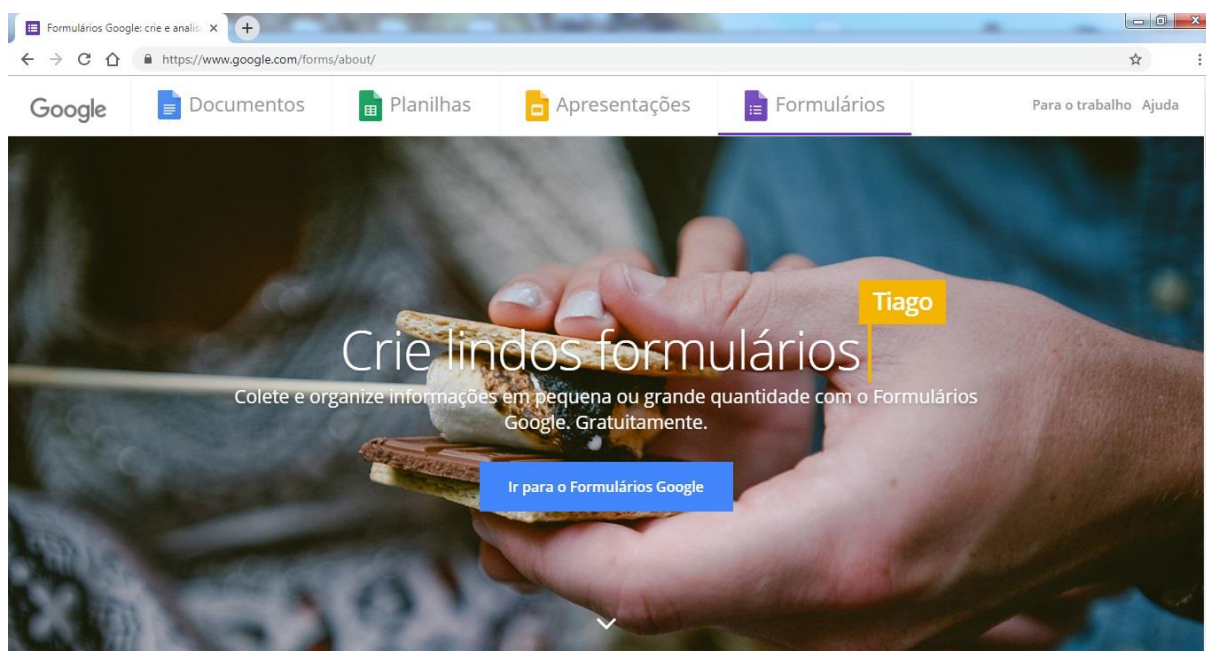 Formulários Google: crie e analis
https://www.google.com/forms/about/
Google
Documentos
Planilhas
Apresentações
Formulários
Para o trabalho
Ajuda
Tiago
Crie lindos formulários
Colete e organize informações em pequena ou grande quantidade com o Formulários
Google. Gratuitamente.
Ir para o Formulários Google